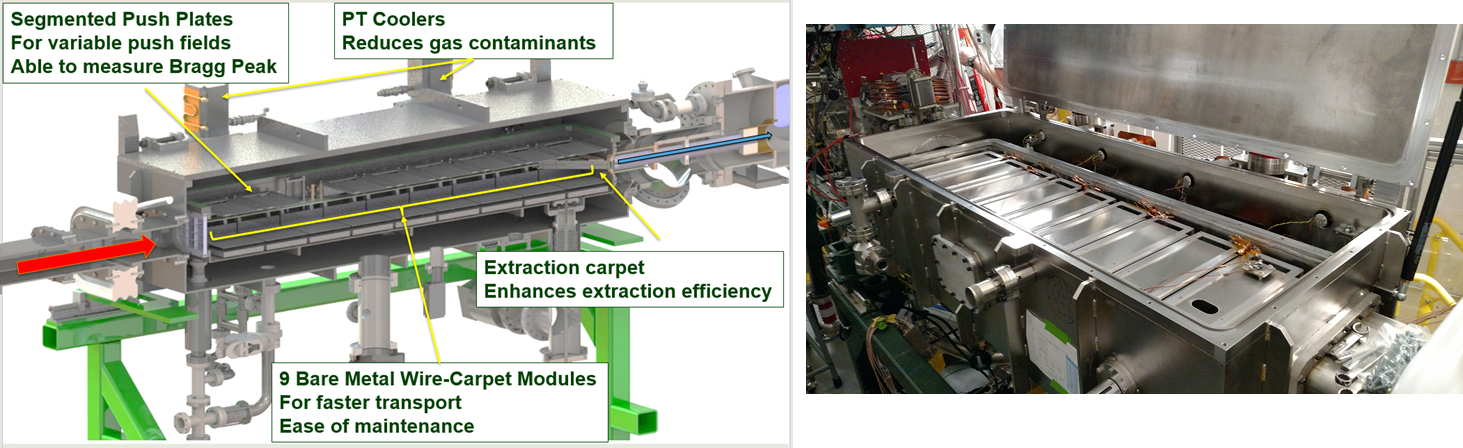 Segmented Push Plates
For variable push fields
Able to measure Bragg Peak
PT Coolers
Reduces gas contaminants
Extraction carpet
Enhances extraction efficiency
9 Bare Metal Wire-Carpet Modules
For faster transport
Ease of maintenance